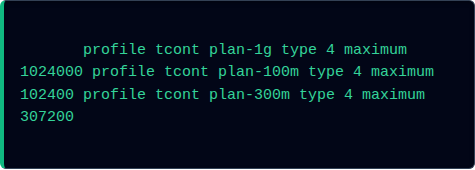 profile tcont plan-1g type 4 maximum
1024000 profile tcont plan-100m type 4 maximum
102400 profile tcont plan-300m type 4 maximum
307200